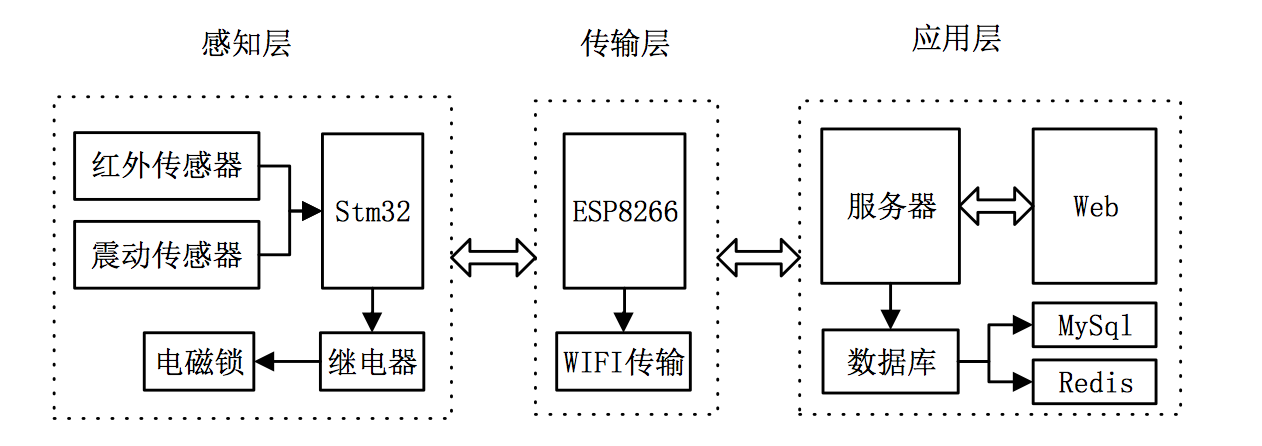 感知层
传输层
应用层
红外传感器
震动传感器
Stm32
电磁锁
继电器
ESP8266
WIFI传输
服务器
Web
数据库
MySql
Redis